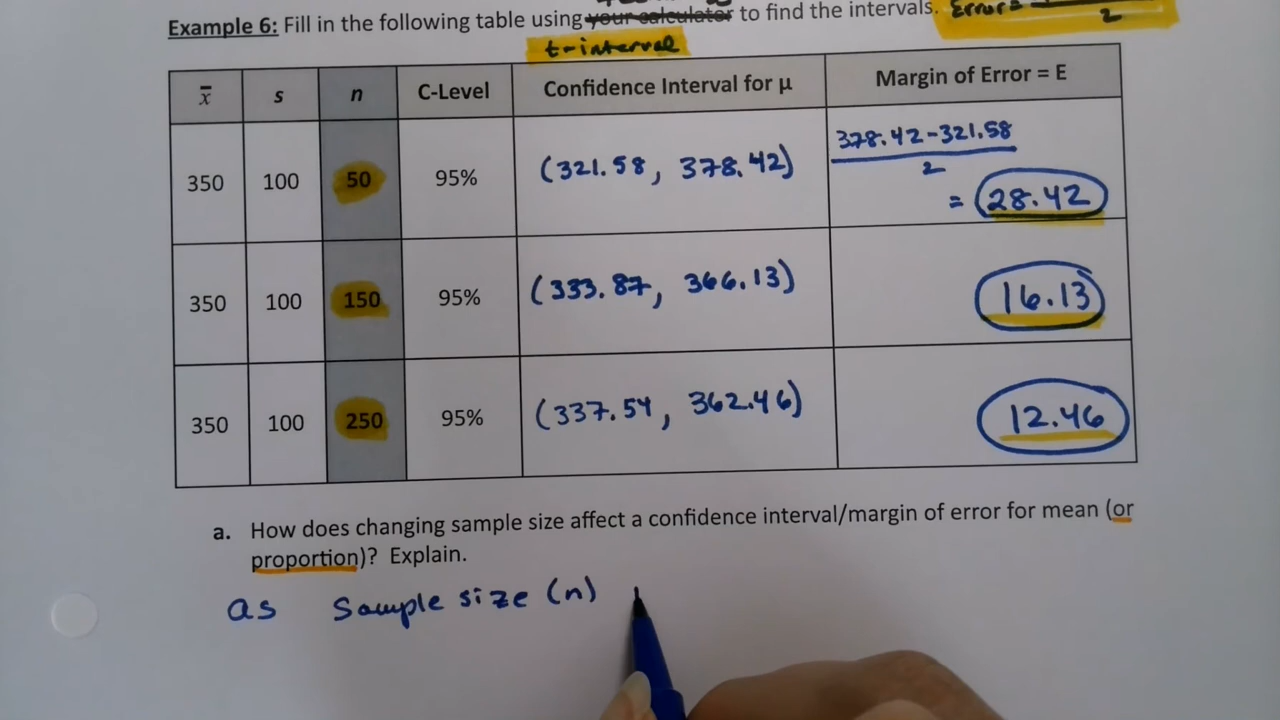 Example 6: Fill in the following table using your calculator to find the intervals. Error =
2
t-interval
x̄ s n C-Level Confidence Interval for μ Margin of Error = E
350 100 50 95% (321.58, 378.42) 378.42-321.58
2
= 28.42
350 100 150 95% (333.87, 366.13) 16.13
350 100 250 95% (337.54, 362.46) 12.46
a. How does changing sample size affect a confidence interval/margin of error for mean (or
proportion)? Explain.
as sample size (n)